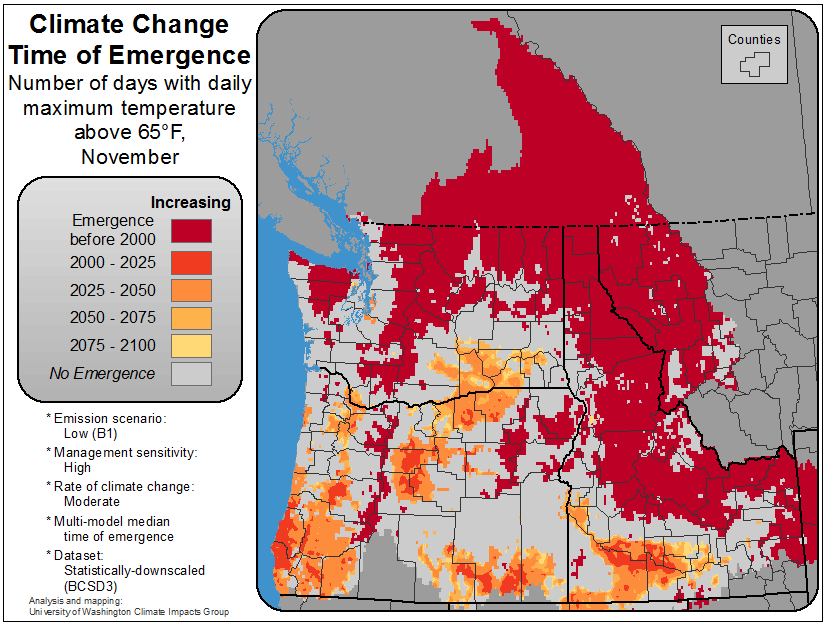 Climate Change
Time of Emergence
Number of days with daily
maximum temperature
above 65°F,
November
Increasing
Emergence
before 2000
2000 - 2025
2025 - 2050
2050 - 2075
2075 - 2100
No Emergence
* Emission scenario:
Low (B1)
* Management sensitivity:
High
* Rate of climate change:
Moderate
* Multi-model median
time of emergence
* Dataset:
Statistically-downscaled
(BCSD3)
Analysis and mapping:
University of Washington Climate Impacts Group
Counties